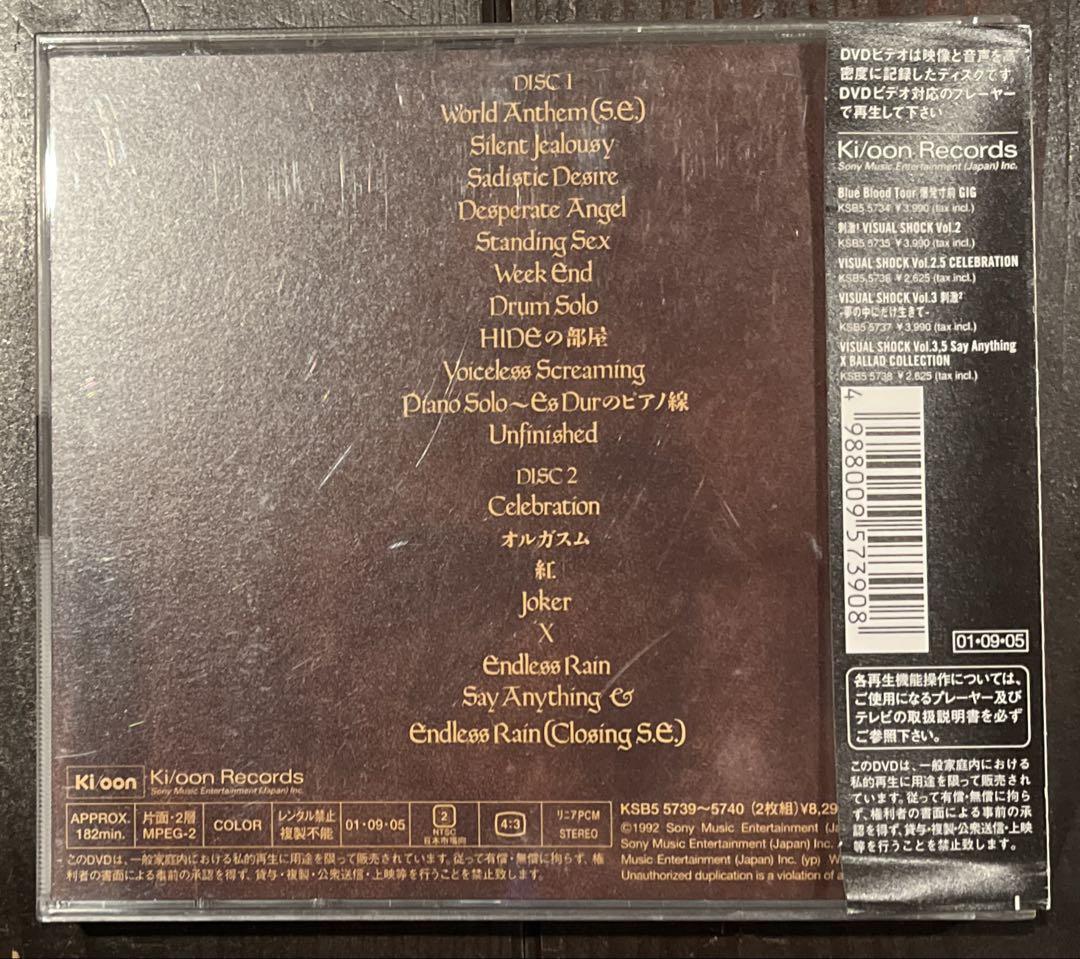 DISC 1
World Anthem (S.E.)
Silent Jealousy
Sadistic Desire
Desperate Angel
Standing Sex
Week End
Drum Solo
HIDEの部屋
Voiceless Screaming
Piano Solo～Es Durのピアノ線
Unfinished
DISC 2
Celebration
オルガスム
紅
Joker
X
Endless Rain
Say Anything &
Endless Rain (Closing S.E.)
Ki/oon
Ki/oon Records
Sony Music Entertainment (Japan) Inc.
APPROX. 182min.
片面・2層 MPEG-2
COLOR
レンタル禁止 複製不能
01・09・05
2 NTSC 日本市場向
4:3
リニアPCM STEREO
このDVDは、一般家庭内における私的再生に用途を限って販売されています。従って有償・無償に拘らず、権
利者の書面による事前の承認を得ず、貸与・複製・公衆送信・上映等を行うことを禁止致します。
KSB5 5739～5740 (2枚組)¥8,29
©1992 Sony Music Entertainment (Ja
Sony Music Entertainment (Japan) Inc.
Music Entertainment (Japan) Inc. (yp) W
Unauthorized duplication is a violation of a
DVDビデオは映像と音声を高
密度に記録したディスクです。
DVDビデオ対応のプレーヤー
で再生して下さい
Ki/oon Records
Sony Music Entertainment (Japan) Inc.
Blue Blood Tour 爆発寸前 GIG
KSB5 5734 ¥3,990 (tax incl.)
刺激! VISUAL SHOCK Vol.2
KSB5 5735 ¥3,990 (tax incl.)
VISUAL SHOCK Vol.2.5 CELEBRATION
KSB5 5736 ¥2,625 (tax incl.)
VISUAL SHOCK Vol.3 刺激²
-夢の中にだけ生きて-
KSB5 5737 ¥3,990 (tax incl.)
VISUAL SHOCK Vol.3,5 Say Anything
X BALLAD COLLECTION
KSB5 5738 ¥2,625 (tax incl.)
4 988009 573908
01・09・05
各再生機能操作については、
ご使用になるプレーヤー及び
テレビの取扱説明書を必ず
ご参照下さい。
このDVDは、一般家庭内における
私的再生に用途を限って販売され
ています。従って有償・無償に拘ら
ず、権利者の書面による事前の承
認を得ず、貸与・複製・公衆送信・上映
等を行うことを禁止致します。